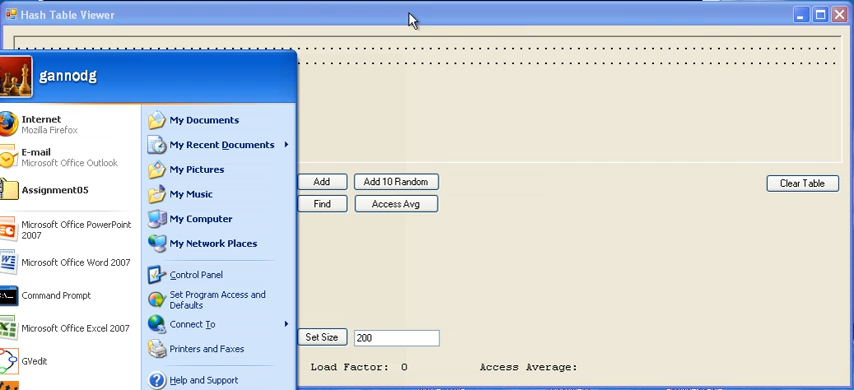 Hash Table Viewer
gannodg
Internet
Mozilla Firefox
E-mail
Microsoft Office Outlook
Assignment05
Microsoft Office PowerPoint
2007
Microsoft Office Word 2007
Command Prompt
Microsoft Office Excel 2007
GVedit
My Documents
My Recent Documents
My Pictures
My Music
My Computer
My Network Places
Control Panel
Set Program Access and
Defaults
Connect To
Printers and Faxes
Help and Support
Add
Add 10 Random
Clear Table
Find
Access Avg
Set Size
200
Load Factor: 0
Access Average: